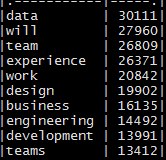 |.------------|-----.|
|data | 30111
|will | 27960
|team | 26809
|experience | 26371
|work | 20842
|design | 19902
|business | 16135
|engineering | 14492
|development | 13991
|teams | 13412